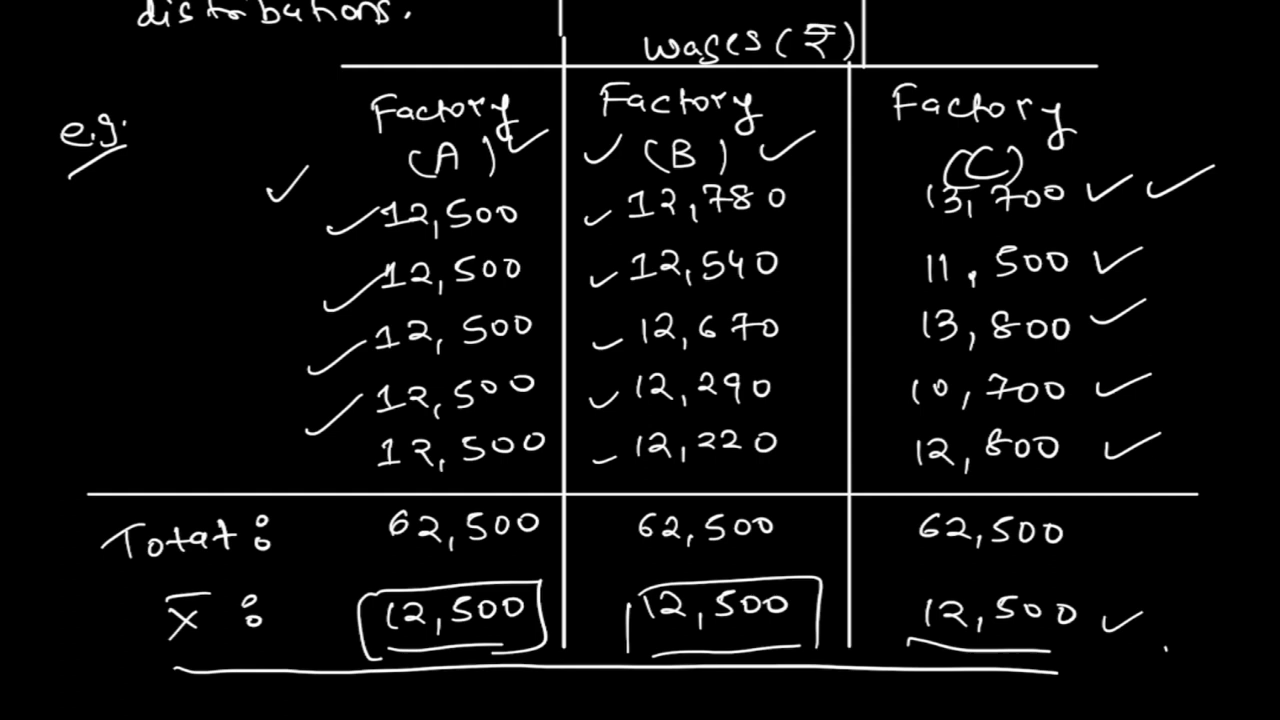 distributions.
Wages (₹)
e.g. Factory Factory Factory
(A) (B) (C)
12,500 12,780 13,700
12,500 12,540 11,500
12,500 12,670 13,800
12,500 12,290 10,700
12,500 12,220 12,800
Total : 62,500 62,500 62,500
X̄ : 12,500 12,500 12,500